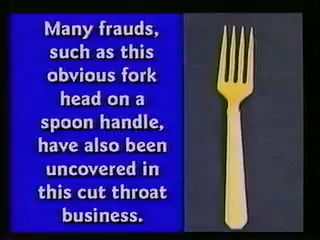 Many frauds,
such as this
obvious fork
head on a
spoon handle,
have also been
uncovered in
this cut throat
business.